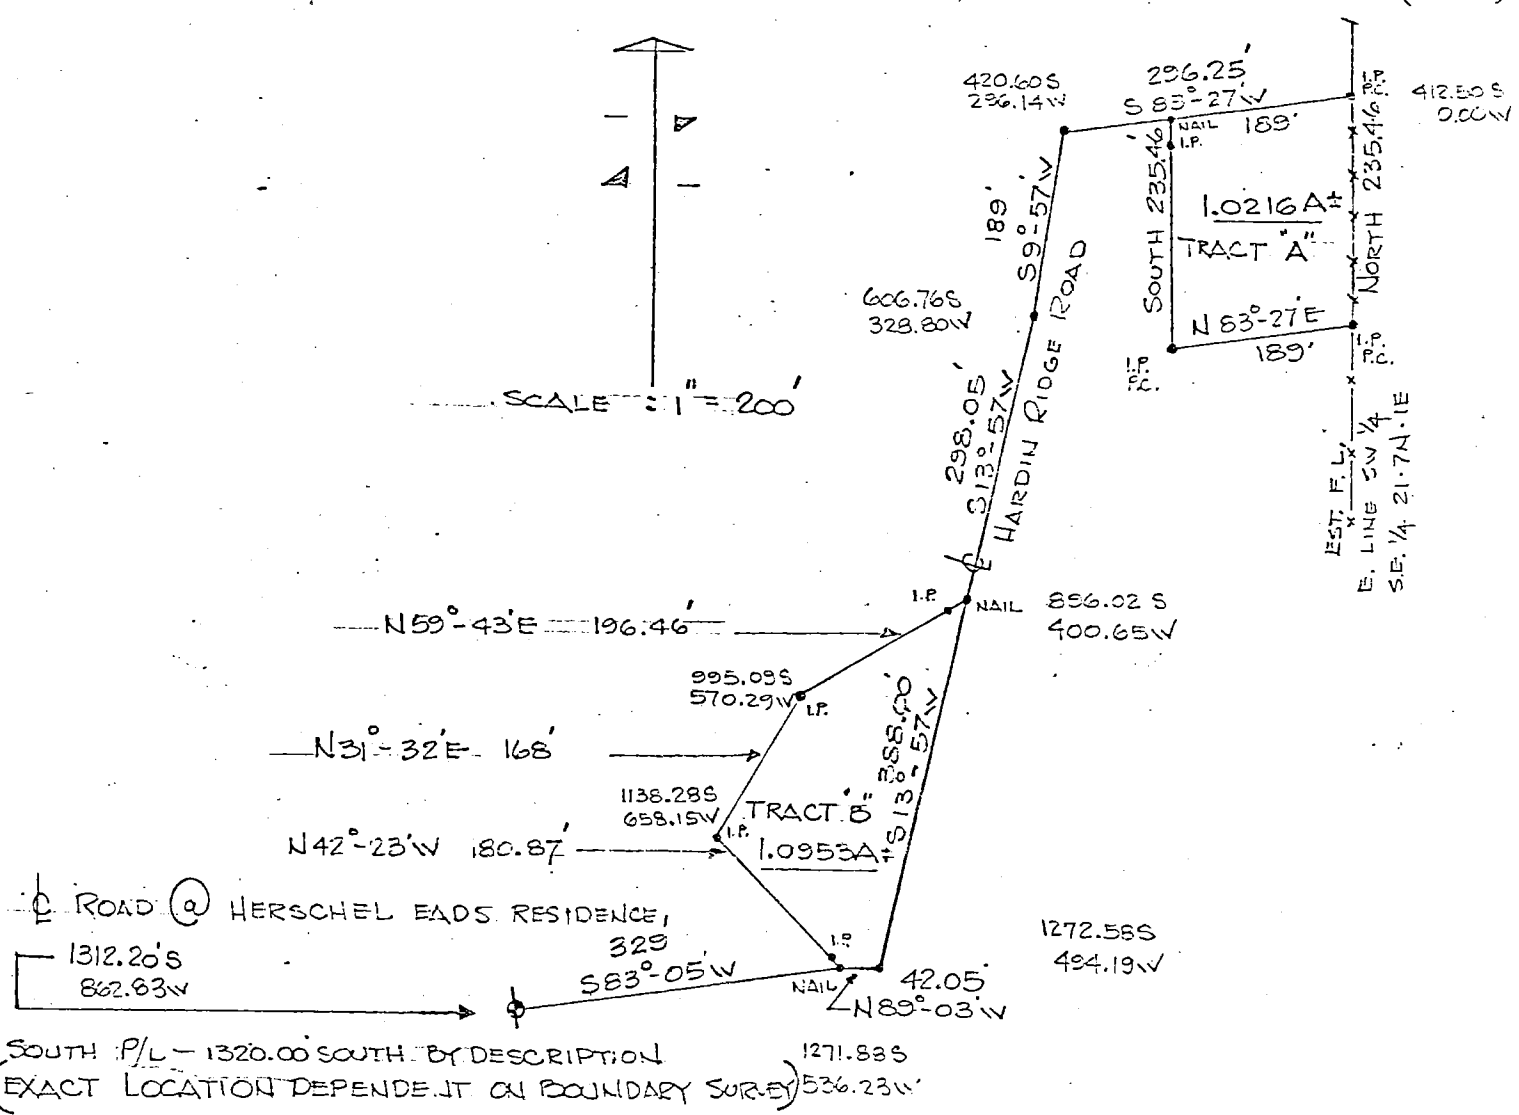 420.60S
296.14W
296.25'
S 83°-27'W
NAIL
I.P.
189'
I.P.
P.C.
412.50 S
0.00W
NORTH 235.46'
SOUTH 235.46'
1.0216A±
TRACT "A"
N 83°-27'E
189'
I.P.
P.C.
I.P.
P.C.
189'
S9°-57'W
606.76S
328.80W
HARDIN RIDGE ROAD
298.05'
S13°-57'W
SCALE : 1" = 200'
EST. F.L.
E. LINE SW 1/4
S.E. 1/4 21-7N-1E
I.P.
NAIL
896.02 S
400.65W
N59°-43'E 196.46'
995.09S
570.29W
I.P.
388.00'
S13°-57'W
N31°-32'E 168'
1138.28S
658.15W
I.P.
TRACT "B"
1.0953A±
N42°-23'W 180.87'
℄ ROAD @ HERSCHEL EADS RESIDENCE,
1312.20'S
862.83W
329
S83°-05'W
I.P.
NAIL
42.05'
N89°-03'W
1272.58S
494.19W
SOUTH P/L - 1320.00' SOUTH BY DESCRIPTION
(EXACT LOCATION DEPENDENT ON BOUNDARY SURVEY)
1271.88S
536.23W